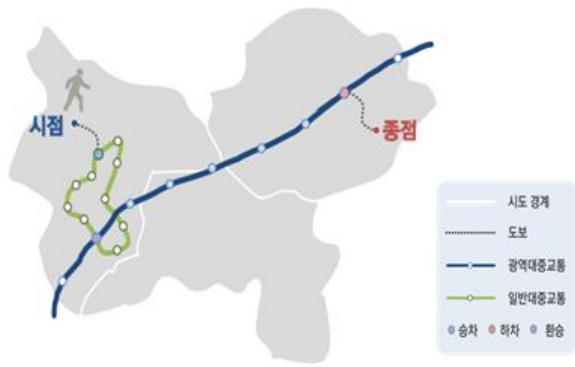 시점
종점
시도 경계
도보
광역대중교통
일반대중교통
승차 하차 환승